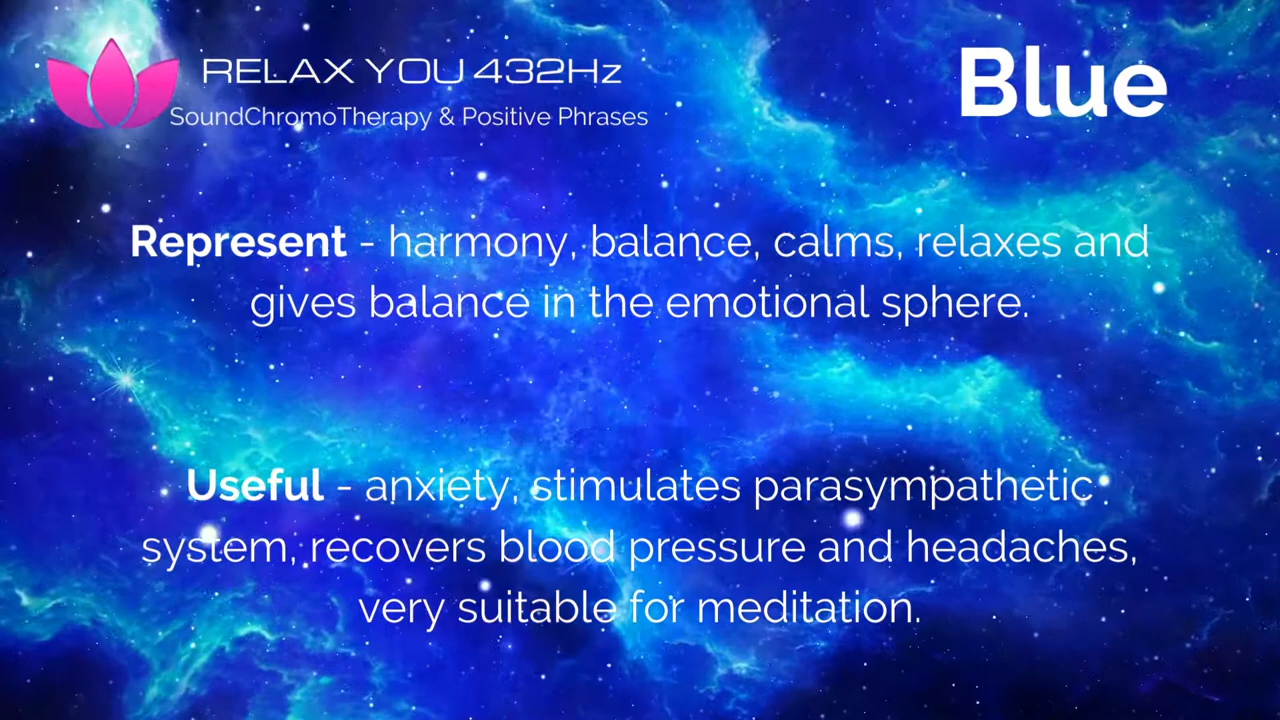 RELAX YOU 432Hz
SoundChromoTherapy & Positive Phrases
Blue
Represent - harmony, balance, calms, relaxes and
gives balance in the emotional sphere.
Useful - anxiety, stimulates parasympathetic
system, recovers blood pressure and headaches,
very suitable for meditation.